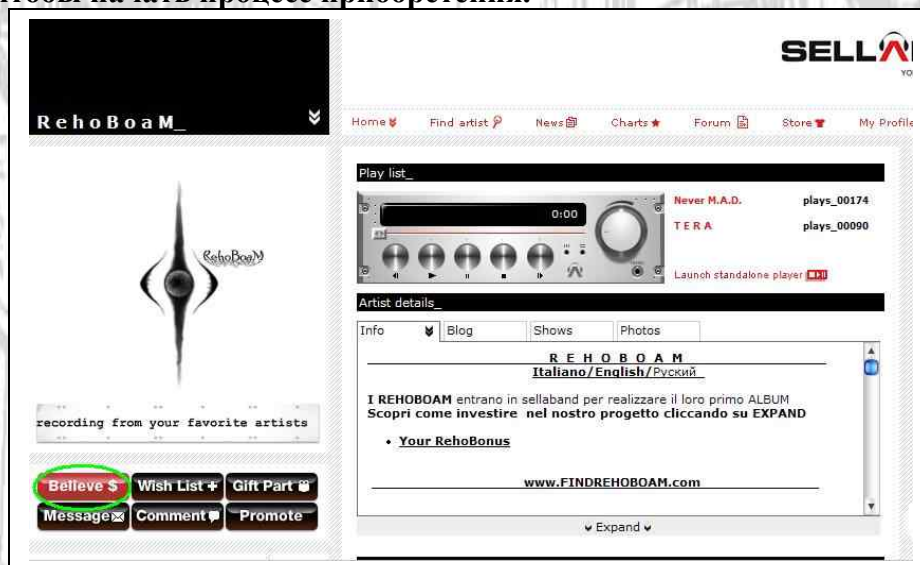 чтобы начать процесс приобретения.
SELLA
YO
RehoBoaM_
Home
Find artist
News
Charts
Forum
Store
My Profile
Play list_
0:00
Never M.A.D. plays_00174
T E R A plays_00090
Launch standalone player
RehoBoaM
Artist details_
Info
Blog
Shows
Photos
R E H O B O A M
Italiano/English/Руский
I REHOBOAM entrano in sellaband per realizzare il loro primo ALBUM
Scopri come investire nel nostro progetto cliccando su EXPAND
• Your RehoBonus
www.FINDREHOBOAM.com
Expand
recording from your favorite artists
Believe $
Wish List +
Gift Part
Message
Comment
Promote